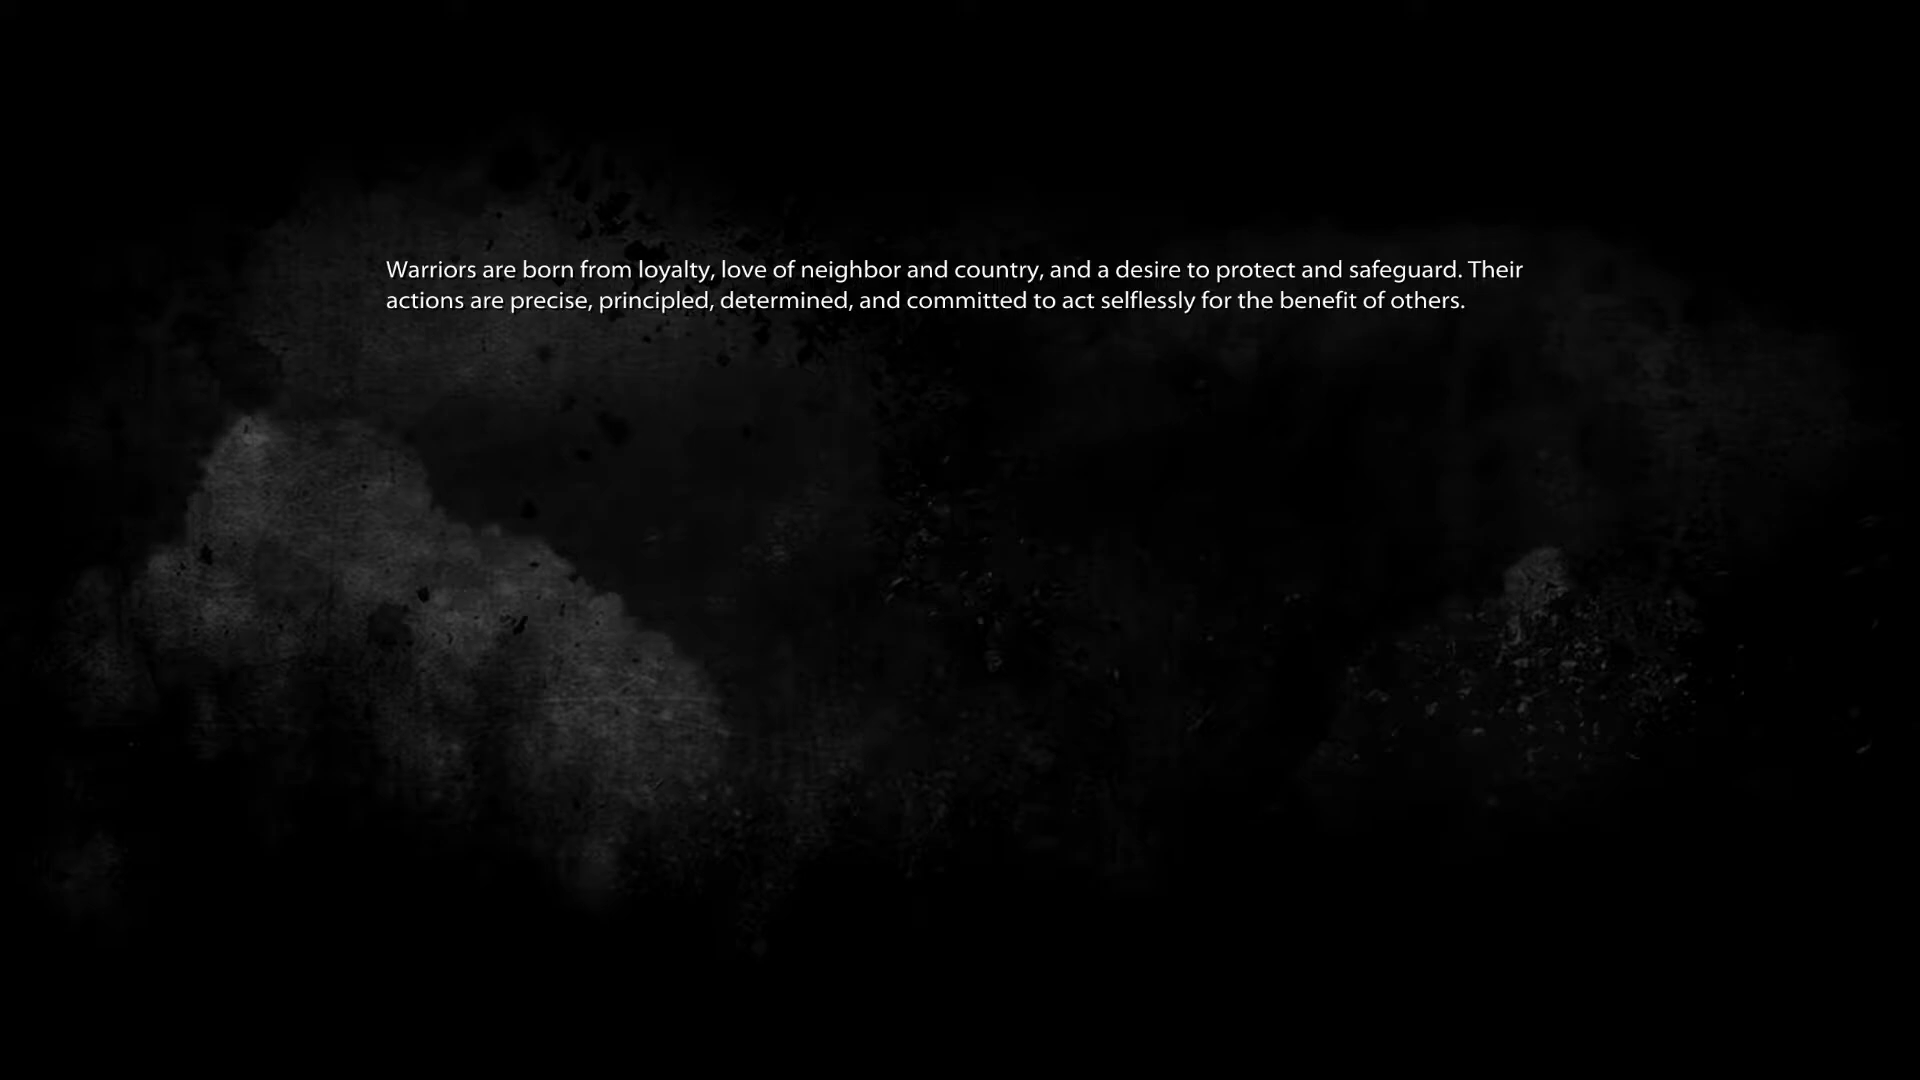 Warriors are born from loyalty, love of neighbor and country, and a desire to protect and safeguard. Their
actions are precise, principled, determined, and committed to act selflessly for the benefit of others.